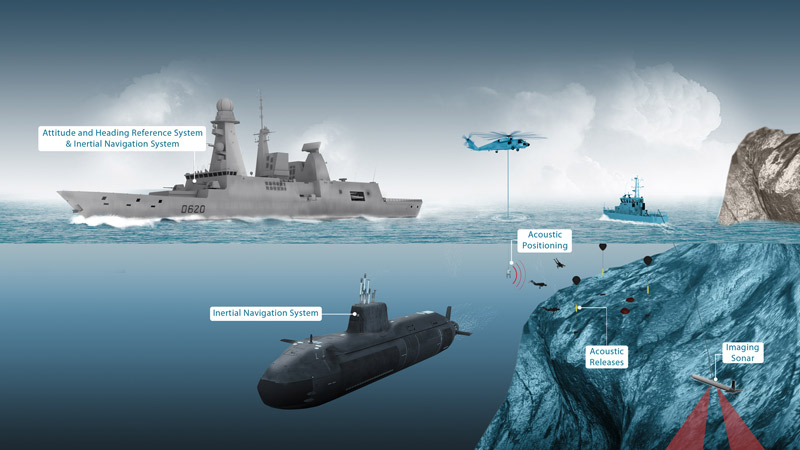 Attitude and Heading Reference System
& Inertial Navigation System
D620
Acoustic
Positioning
Inertial Navigation System
Acoustic
Releases
Imaging
Sonar